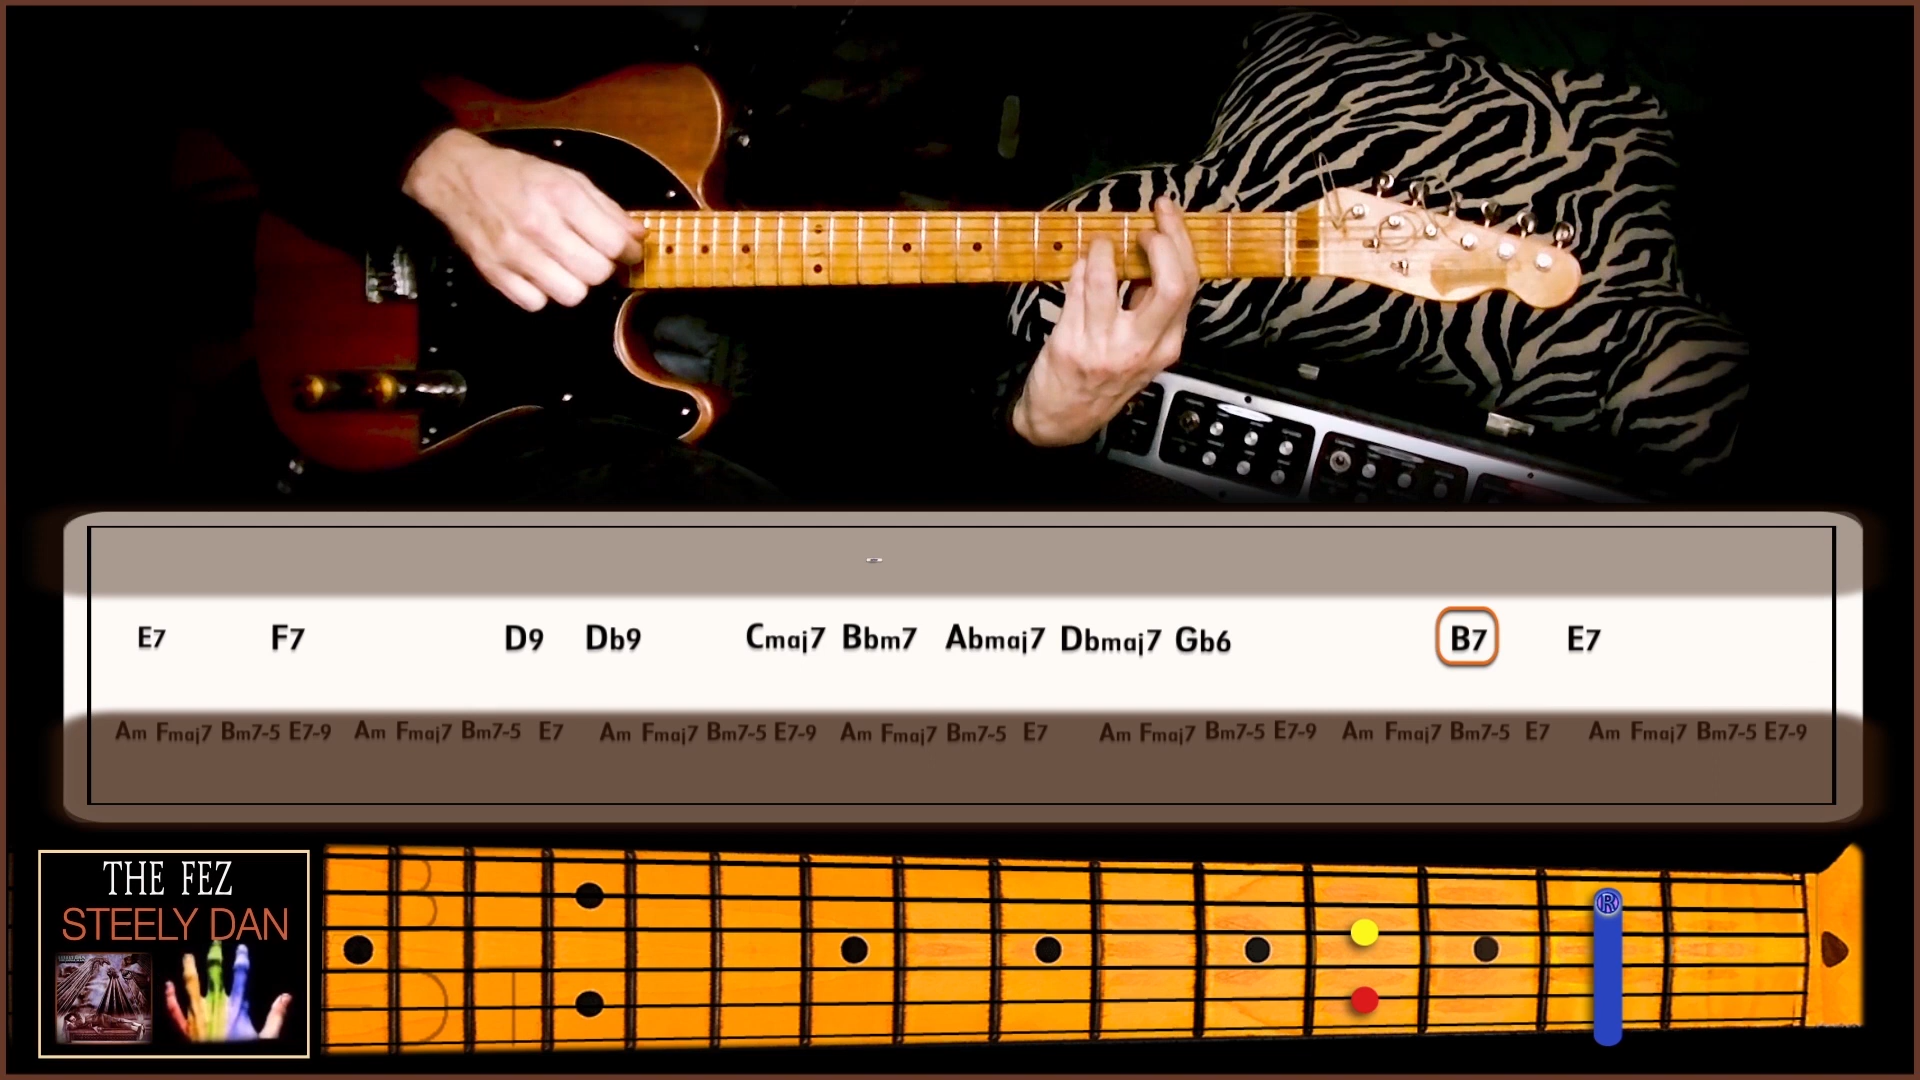 E7 F7 D9 Db9 Cmaj7 Bbm7 Abmaj7 Dbmaj7 Gb6 B7 E7
Am Fmaj7 Bm7-5 E7-9 Am Fmaj7 Bm7-5 E7 Am Fmaj7 Bm7-5 E7-9 Am Fmaj7 Bm7-5 E7 Am Fmaj7 Bm7-5 E7-9 Am Fmaj7 Bm7-5 E7 Am Fmaj7 Bm7-5 E7-9
THE FEZ
STEELY DAN
R